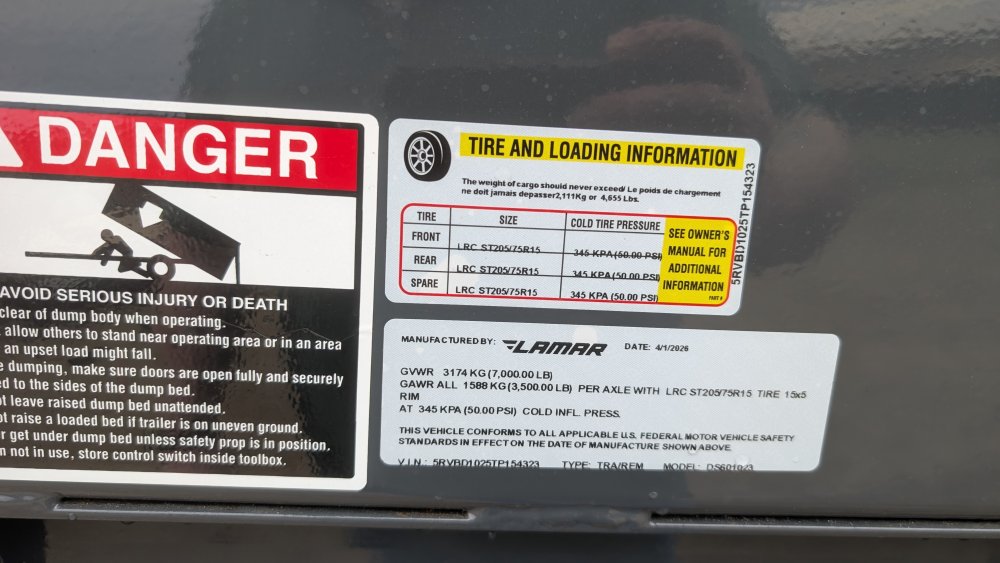 DANGER
AVOID SERIOUS INJURY OR DEATH
clear of dump body when operating.
allow others to stand near operating area or in an area
an upset load might fall.
e dumping, make sure doors are open fully and securely
ed to the sides of the dump bed.
ot leave raised dump bed unattended.
ot raise a loaded bed if trailer is on uneven ground.
r get under dump bed unless safety prop is in position.
n not in use, store control switch inside toolbox.
TIRE AND LOADING INFORMATION
The weight of cargo should never exceed/ Le poids de chargement
ne doit jamais depasser2,111Kg or 4,655 Lbs.
TIRE SIZE COLD TIRE PRESSURE
FRONT LRC ST205/75R15 345 KPA (50.00 PSI)
REAR LRC ST205/75R15 345 KPA (50.00 PSI)
SPARE LRC ST205/75R15 345 KPA (50.00 PSI)
SEE OWNER'S
MANUAL FOR
ADDITIONAL
INFORMATION
5RVBD1025TP154323
MANUFACTURED BY: LAMAR DATE: 4/1/2026
GVWR 3174 KG (7,000.00 LB)
GAWR ALL 1588 KG (3,500.00 LB) PER AXLE WITH LRC ST205/75R15 TIRE 15x5
RIM
AT 345 KPA (50.00 PSI) COLD INFL. PRESS.
THIS VEHICLE CONFORMS TO ALL APPLICABLE U.S. FEDERAL MOTOR VEHICLE SAFETY
STANDARDS IN EFFECT ON THE DATE OF MANUFACTURE SHOWN ABOVE.
V.I.N.: 5RVBD1025TP154323 TYPE: TRA/REM MODEL: DS601023